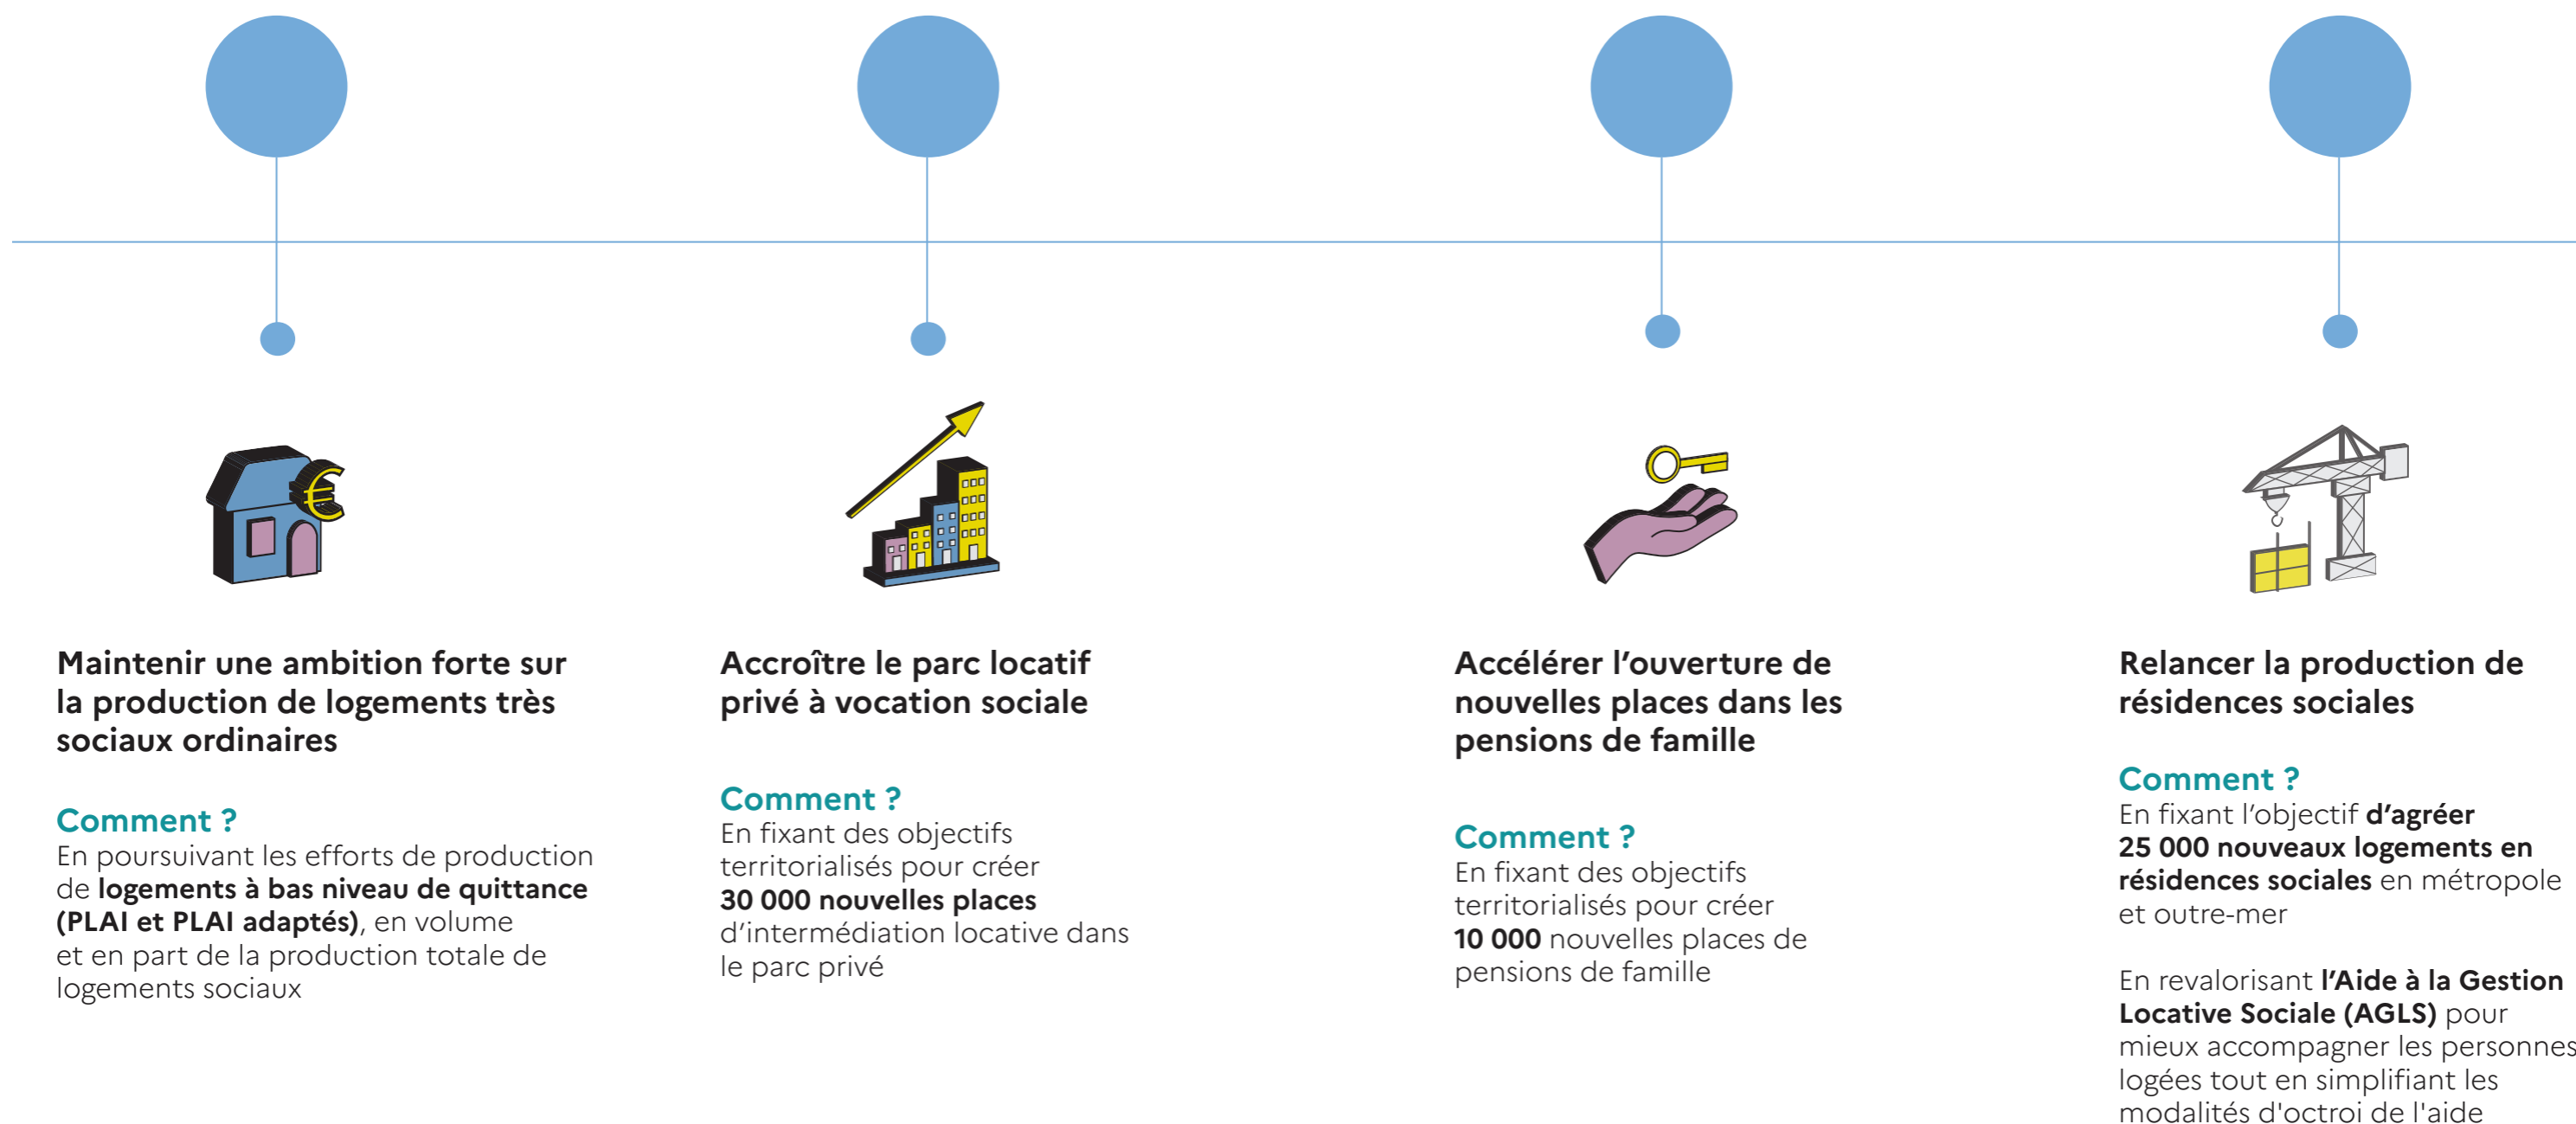 Maintenir une ambition forte sur
la production de logements très
sociaux ordinaires
Comment ?
En poursuivant les efforts de production
de logements à bas niveau de quittance
(PLAI et PLAI adaptés), en volume
et en part de la production totale de
logements sociaux
Accroître le parc locatif
privé à vocation sociale
Comment ?
En fixant des objectifs
territorialisés pour créer
30 000 nouvelles places
d’intermédiation locative dans
le parc privé
Accélérer l’ouverture de
nouvelles places dans les
pensions de famille
Comment ?
En fixant des objectifs
territorialisés pour créer
10 000 nouvelles places de
pensions de famille
Relancer la production de
résidences sociales
Comment ?
En fixant l’objectif d’agréer
25 000 nouveaux logements en
résidences sociales en métropole
et outre-mer
En revalorisant l’Aide à la Gestion
Locative Sociale (AGLS) pour
mieux accompagner les personnes
logées tout en simplifiant les
modalités d'octroi de l'aide